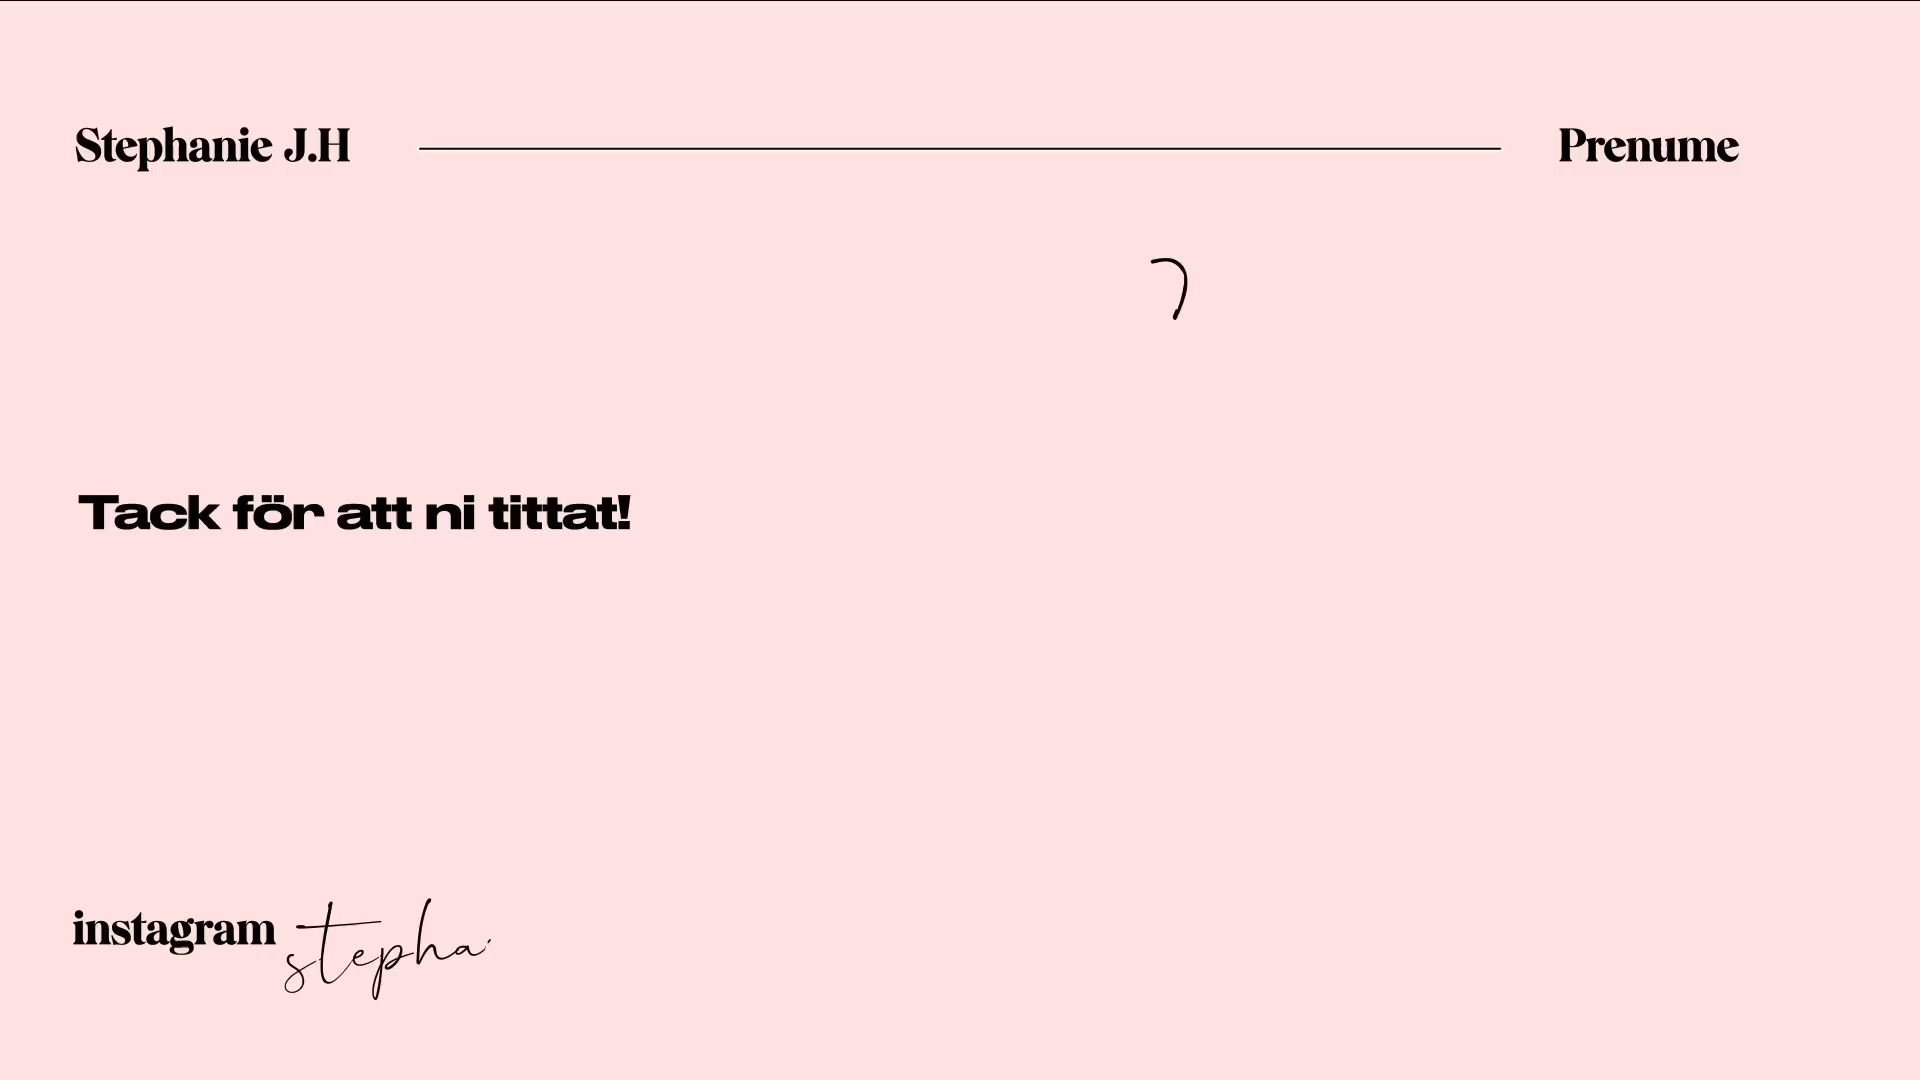 Stephanie J.H Prenume
Tack för att ni tittat!
instagram stepha